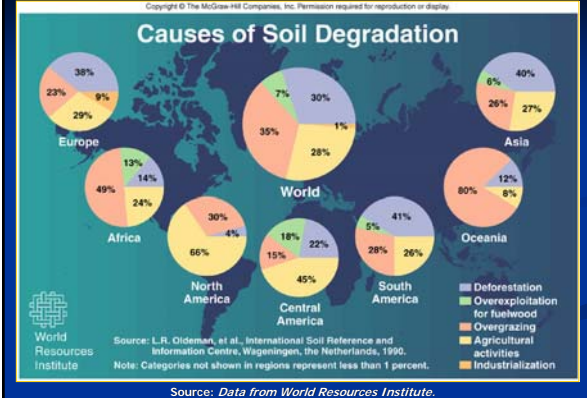 Copyright © The McGraw-Hill Companies, Inc. Permission required for reproduction or display.
Causes of Soil Degradation
38%
23%
9%
29%
Europe
7%
30%
35%
1%
28%
World
6%
40%
26%
27%
Asia
13%
14%
49%
24%
Africa
30%
4%
66%
North
America
18%
22%
15%
45%
Central
America
41%
5%
28%
26%
South
America
12%
80%
8%
Oceania
Deforestation
Overexploitation
for fuelwood
Overgrazing
Agricultural
activities
Industrialization
World
Resources
Institute
Source: L.R. Oldeman, et al., International Soil Reference and
Information Centre, Wageningen, the Netherlands, 1990.
Note: Categories not shown in regions represent less than 1 percent.
Source: Data from World Resources Institute.